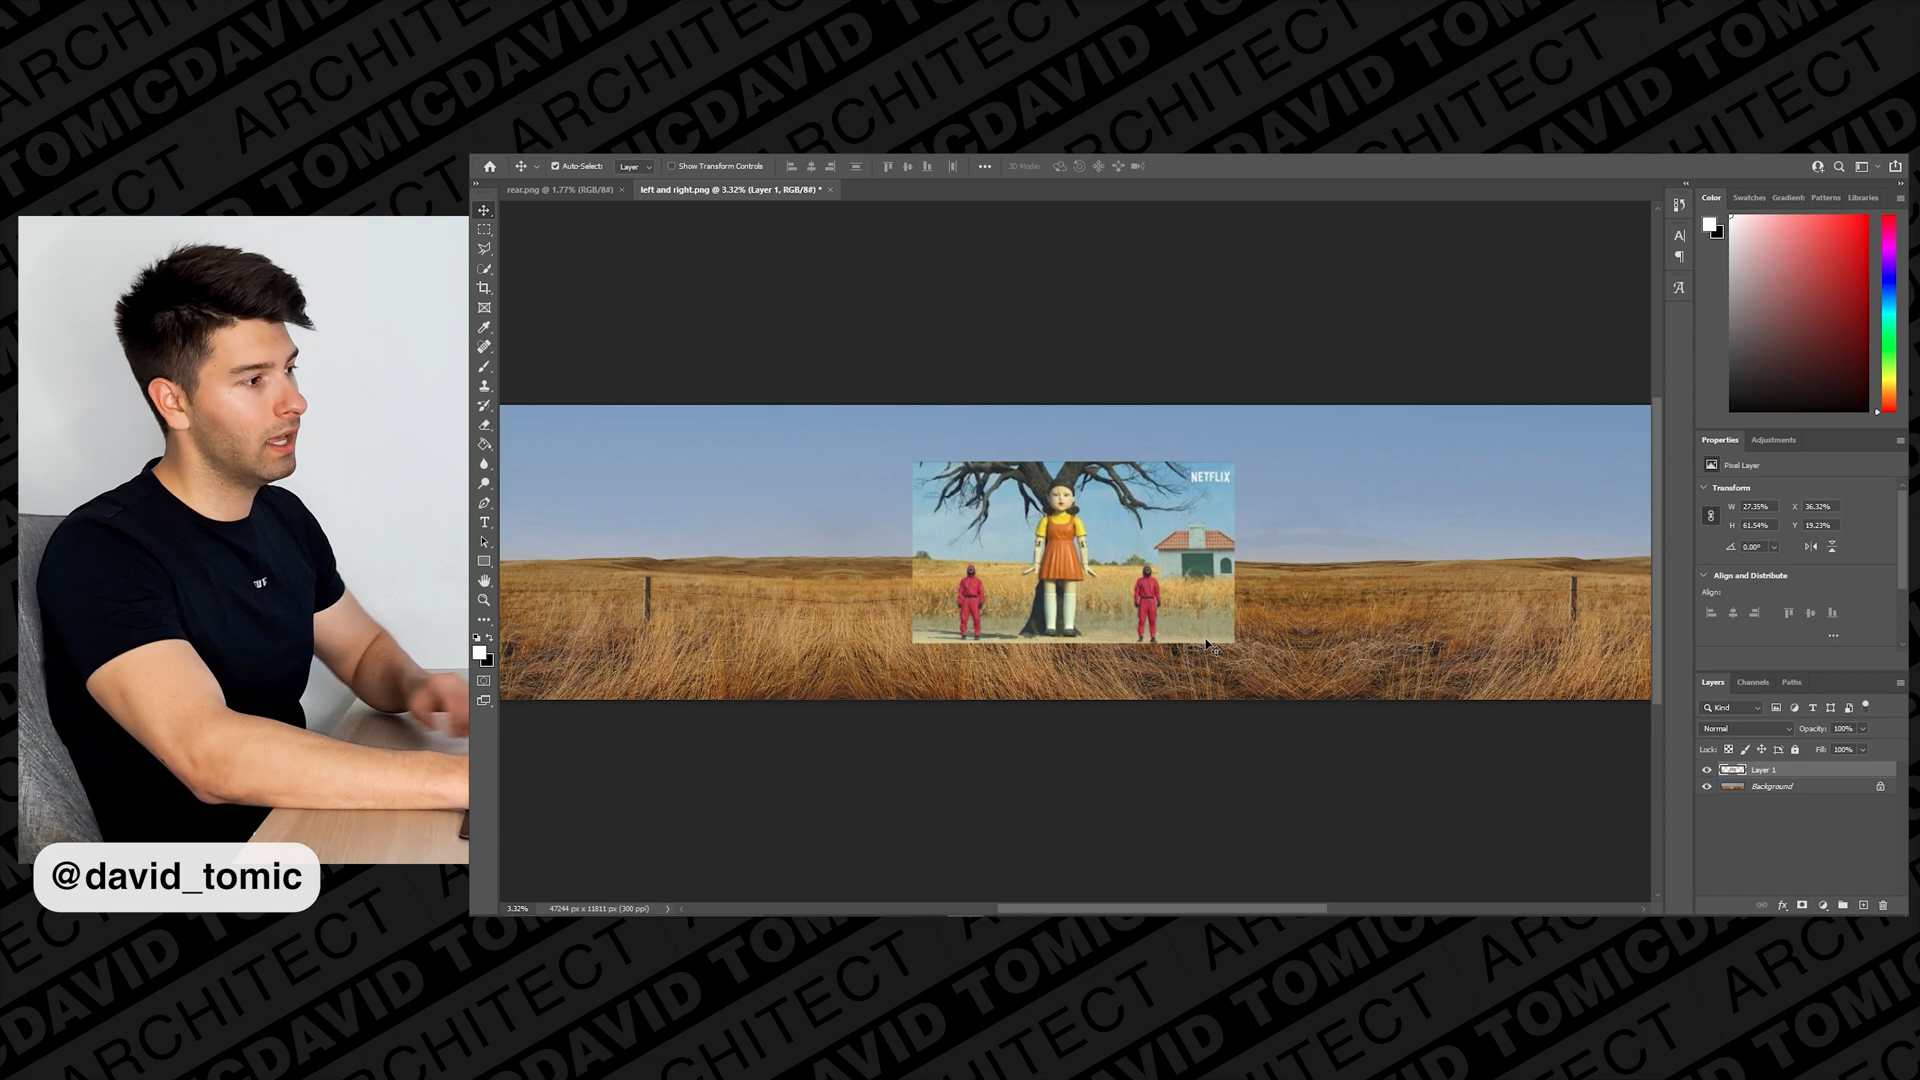 ARCHITECT
DAVID TOMIC
Auto-Select:
Layer
Show Transform Controls
3D Mode:
rear.png @ 1.77% (RGB/8#)
left and right.png @ 3.32% (Layer 1, RGB/8#) *
NETFLIX
@david_tomic
3.32%
47244 px x 11811 px (300 ppi)
Color
Swatches
Gradient
Patterns
Libraries
Properties
Adjustments
Pixel Layer
Transform
W 27.35% X 36.32%
H 61.54% Y 19.23%
0.00°
Align and Distribute
Align:
Layers
Channels
Paths
Kind
Normal
Opacity: 100%
Lock:
Fill: 100%
Layer 1
Background